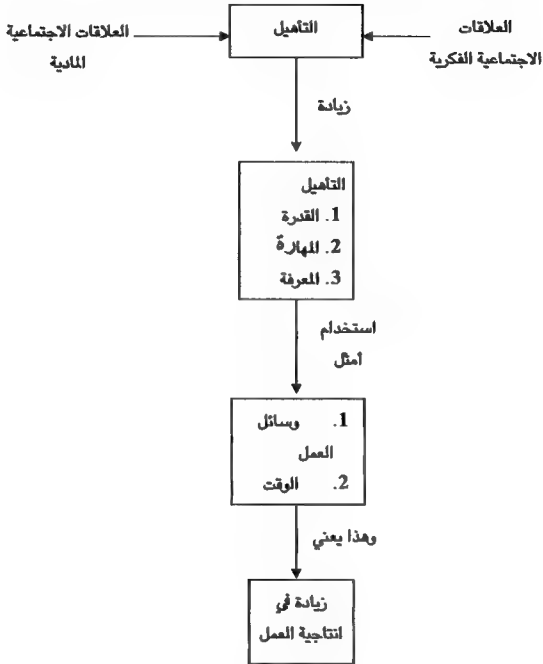 العلاقات
الاجتماعية الفكرية
التأهيل
العلاقات الاجتماعية
المادية
زيادة
التأهيل
1. القدرة
2. المهارة
3. المعرفة
استخدام
أمثل
1. وسائل
العمل
2. الوقت
وهذا يعني
زيادة في
انتاجية العمل